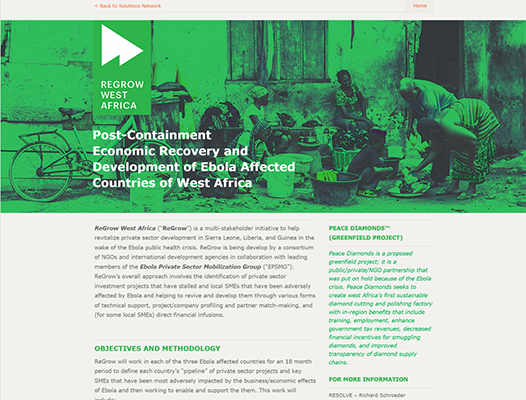 < Back to Solutions Network
Home
REGROW
WEST
AFRICA
Post-Containment
Economic Recovery and
Development of Ebola Affected
Countries of West Africa
ReGrow West Africa ("ReGrow") is a multi-stakeholder initiative to help
revitalize private sector development in Sierra Leone, Liberia, and Guinea in the
wake of the Ebola public health crisis. ReGrow is being develop by a consortium
of NGOs and international development agencies in collaboration with leading
members of the Ebola Private Sector Mobilization Group ("EPSMG").
ReGrow's overall approach involves the identification of private sector
investment projects that have stalled and local SMEs that have been adversely
affected by Ebola and helping to revive and develop them through various forms
of technical support, project/company profiling and partner match-making, and
(for some local SMEs) direct financial infusions.
OBJECTIVES AND METHODOLOGY
ReGrow will work in each of the three Ebola affected countries for an 18 month
period to define each country's "pipeline" of private sector projects and key
SMEs that have been most adversely impacted by the business/economic effects
of Ebola and then working to enable and support them. This work will
include:
PEACE DIAMONDS™
(GREENFIELD PROJECT)
Peace Diamonds is a proposed
greenfield project; it is a
public/private/NGO partnership that
was put on hold because of the Ebola
crisis. Peace Diamonds seeks to
create west Africa's first sustainable
diamond cutting and polishing factory
with in-region benefits that include
training, employment, enhance
government tax revenues, decreased
financial incentives for smuggling
diamonds, and improved
transparency of diamond supply
chains.
FOR MORE INFORMATION
RESOLVE – Richard Schroeder